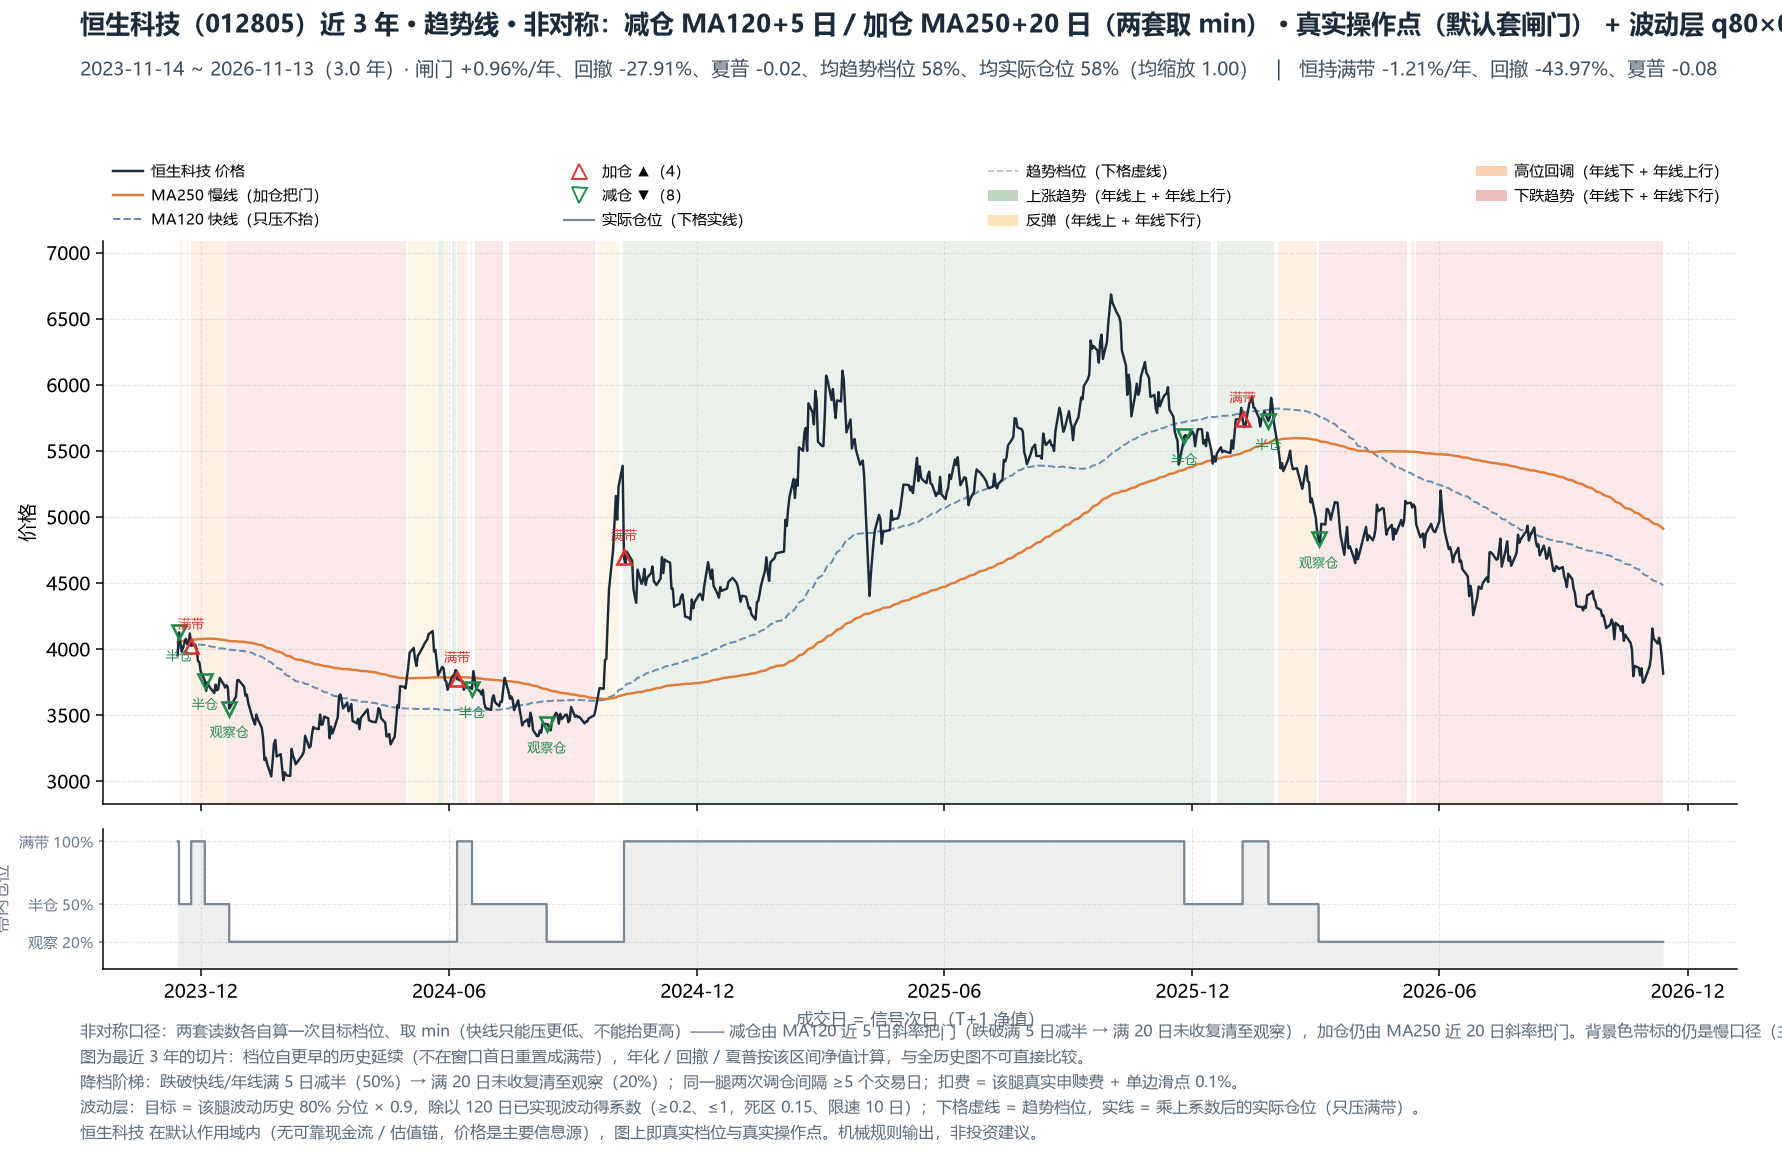 恒生科技（012805）近 3 年 • 趋势线 • 非对称：减仓 MA120+5 日 / 加仓 MA250+20 日（两套取 min） • 真实操作点（默认套闸门） + 波动层 q80×
2023-11-14 ~ 2026-11-13（3.0 年）· 闸门 +0.96%/年、回撤 -27.91%、夏普 -0.02、均趋势档位 58%、均实际仓位 58%（均缩放 1.00） | 恒持满带 -1.21%/年、回撤 -43.97%、夏普 -0.08
恒生科技 价格
MA250 慢线（加仓把门）
MA120 快线（只压不抬）
加仓 ▲（4）
减仓 ▼（8）
实际仓位（下格实线）
趋势档位（下格虚线）
上涨趋势（年线上 + 年线上行）
反弹（年线上 + 年线下行）
高位回调（年线下 + 年线上行）
下跌趋势（年线下 + 年线下行）
价格
7000
6500
6000
5500
5000
4500
4000
3500
3000
半仓
满带
半仓
观察仓
满带
半仓
观察仓
满带
半仓
满带
半仓
观察仓
带内仓位
满带 100%
半仓 50%
观察 20%
2023-12
2024-06
2024-12
2025-06
2025-12
2026-06
2026-12
成交日 = 信号次日（T+1 净值）
非对称口径：两套读数各自算一次目标档位、取 min（快线只能压更低、不能抬更高）—— 减仓由 MA120 近 5 日斜率把门（跌破满 5 日减半 → 满 20 日未收复清至观察），加仓仍由 MA250 近 20 日斜率把门。背景色带标的仍是慢口径（
图为最近 3 年的切片：档位自更早的历史延续（不在窗口首日重置成满带），年化 / 回撤 / 夏普按该区间净值计算，与全历史图不可直接比较。
降档阶梯：跌破快线/年线满 5 日减半（50%）→ 满 20 日未收复清至观察（20%）；同一腿两次调仓间隔 ≥5 个交易日；扣费 = 该腿真实申赎费 + 单边滑点 0.1%。
波动层：目标 = 该腿波动历史 80% 分位 × 0.9，除以 120 日已实现波动得系数（≥0.2、≤1，死区 0.15、限速 10 日）；下格虚线 = 趋势档位，实线 = 乘上系数后的实际仓位（只压满带）。
恒生科技 在默认作用域内（无可靠现金流 / 估值锚，价格是主要信息源），图上即真实档位与真实操作点。机械规则输出，非投资建议。